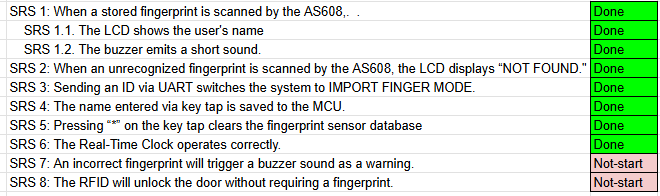 SRS 1: When a stored fingerprint is scanned by the AS608,. . Done
SRS 1.1. The LCD shows the user's name Done
SRS 1.2. The buzzer emits a short sound. Done
SRS 2: When an unrecognized fingerprint is scanned by the AS608, the LCD displays “NOT FOUND." Done
SRS 3: Sending an ID via UART switches the system to IMPORT FINGER MODE. Done
SRS 4: The name entered via key tap is saved to the MCU. Done
SRS 5: Pressing “*” on the key tap clears the fingerprint sensor database Done
SRS 6: The Real-Time Clock operates correctly. Done
SRS 7: An incorrect fingerprint will trigger a buzzer sound as a warning. Not-start
SRS 8: The RFID will unlock the door without requiring a fingerprint. Not-start